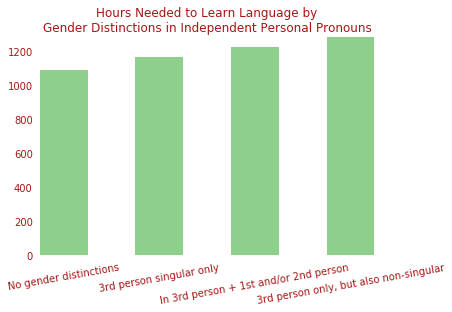 Hours Needed to Learn Language by
Gender Distinctions in Independent Personal Pronouns
1200
1000
800
600
400
200
0
No gender distinctions
3rd person singular only
In 3rd person + 1st and/or 2nd person
3rd person only, but also non-singular